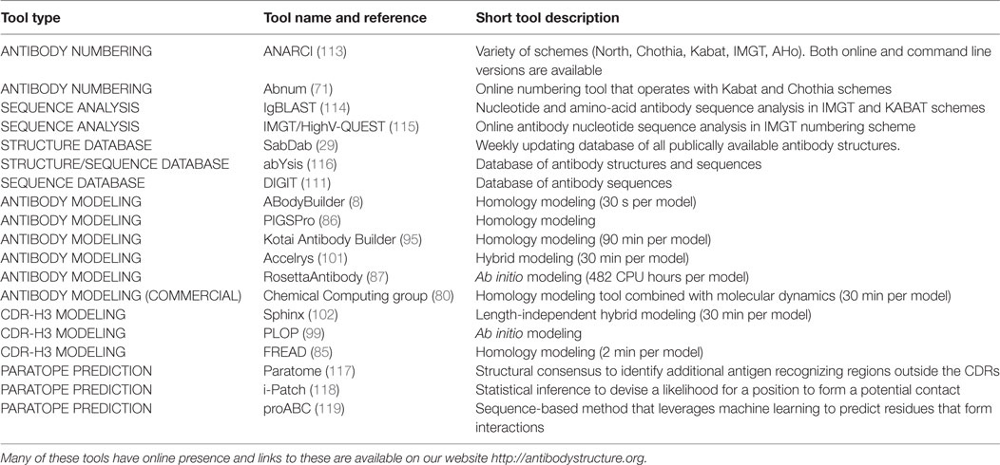 Tool type Tool name and reference Short tool description
ANTIBODY NUMBERING ANARCI (113) Variety of schemes (North, Chothia, Kabat, IMGT, AHo). Both online and command line
versions are available
ANTIBODY NUMBERING Abnum (71) Online numbering tool that operates with Kabat and Chothia schemes
SEQUENCE ANALYSIS IgBLAST (114) Nucleotide and amino-acid antibody sequence analysis in IMGT and KABAT schemes
SEQUENCE ANALYSIS IMGT/HighV-QUEST (115) Online antibody nucleotide sequence analysis in IMGT numbering scheme
STRUCTURE DATABASE SabDab (29) Weekly updating database of all publically available antibody structures.
STRUCTURE/SEQUENCE DATABASE abYsis (116) Database of antibody structures and sequences
SEQUENCE DATABASE DIGIT (111) Database of antibody sequences
ANTIBODY MODELING ABodyBuilder (8) Homology modeling (30 s per model)
ANTIBODY MODELING PIGSPro (86) Homology modeling
ANTIBODY MODELING Kotai Antibody Builder (95) Homology modeling (90 min per model)
ANTIBODY MODELING Accelrys (101) Hybrid modeling (30 min per model)
ANTIBODY MODELING RosettaAntibody (87) Ab initio modeling (482 CPU hours per model)
ANTIBODY MODELING (COMMERCIAL) Chemical Computing group (80) Homology modeling tool combined with molecular dynamics (30 min per model)
CDR-H3 MODELING Sphinx (102) Length-independent hybrid modeling (30 min per model)
CDR-H3 MODELING PLOP (99) Ab initio modeling
CDR-H3 MODELING FREAD (85) Homology modeling (2 min per model)
PARATOPE PREDICTION Paratome (117) Structural consensus to identify additional antigen recognizing regions outside the CDRs
PARATOPE PREDICTION i-Patch (118) Statistical inference to devise a likelihood for a position to form a potential contact
PARATOPE PREDICTION proABC (119) Sequence-based method that leverages machine learning to predict residues that form
interactions
Many of these tools have online presence and links to these are available on our website http://antibodystructure.org.